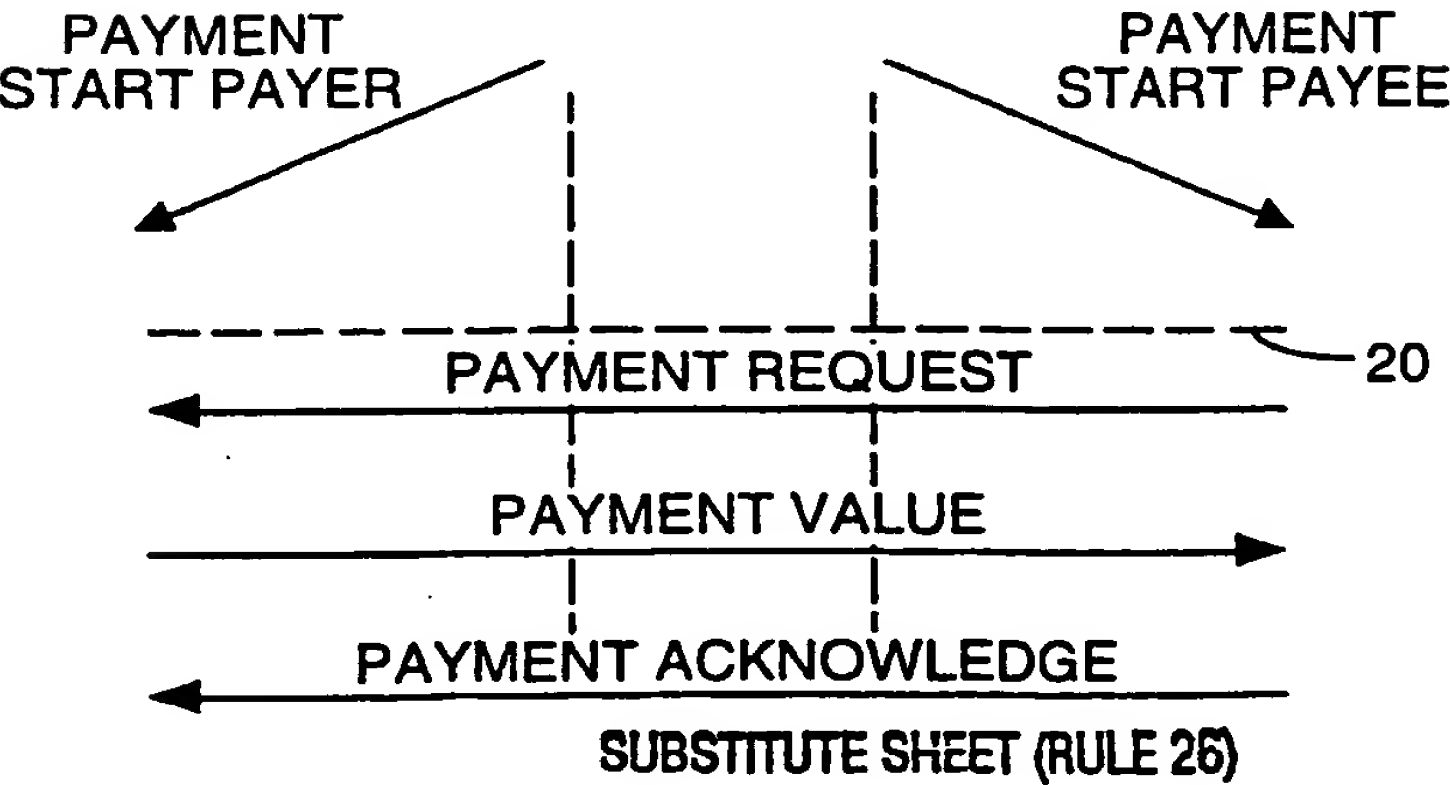 PAYMENT
START PAYER
PAYMENT
START PAYEE
20
PAYMENT REQUEST
PAYMENT VALUE
PAYMENT ACKNOWLEDGE
SUBSTITUTE SHEET (RULE 26)